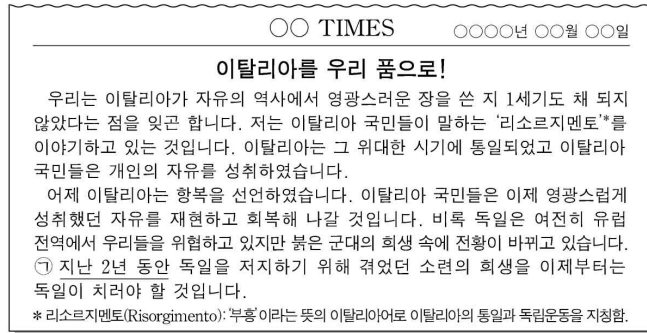 ○○ TIMES ○○○○년 ○○월 ○○일
이탈리아를 우리 품으로!
우리는 이탈리아가 자유의 역사에서 영광스러운 장을 쓴 지 1세기도 채 되지
않았다는 점을 잊곤 합니다. 저는 이탈리아 국민들이 말하는 ‘리소르지멘토’*를
이야기하고 있는 것입니다. 이탈리아는 그 위대한 시기에 통일되었고 이탈리아
국민들은 개인의 자유를 성취하였습니다.
어제 이탈리아는 항복을 선언하였습니다. 이탈리아 국민들은 이제 영광스럽게
성취했던 자유를 재현하고 회복해 나갈 것입니다. 비록 독일은 여전히 유럽
전역에서 우리들을 위협하고 있지만 붉은 군대의 희생 속에 전황이 바뀌고 있습니다.
㉠ 지난 2년 동안 독일을 저지하기 위해 겪었던 소련의 희생을 이제부터는
독일이 치러야 할 것입니다.
* 리소르지멘토(Risorgimento): ‘부흥’이라는 뜻의 이탈리아어로 이탈리아의 통일과 독립운동을 지칭함.